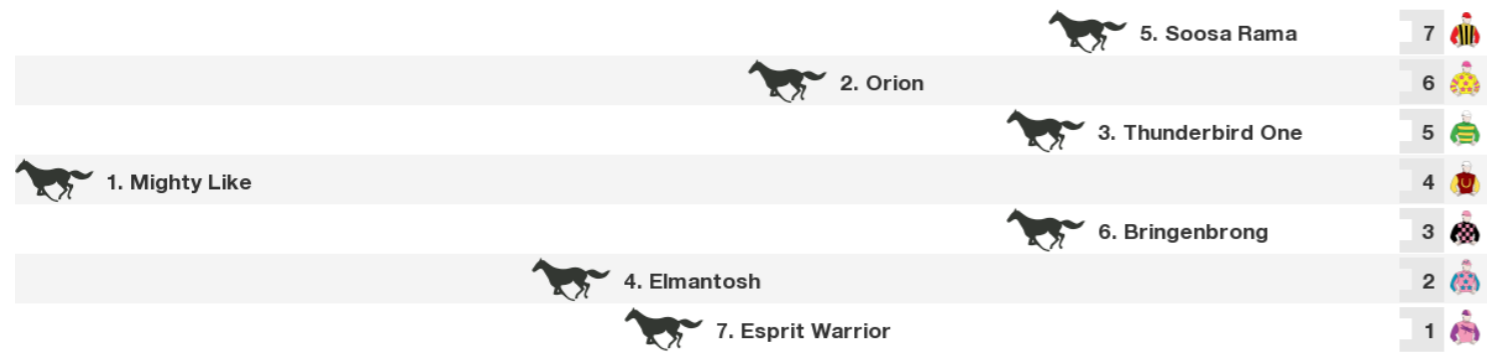 5. Soosa Rama 7
2. Orion 6
3. Thunderbird One 5
1. Mighty Like 4
6. Bringenbrong 3
4. Elmantosh 2
7. Esprit Warrior 1